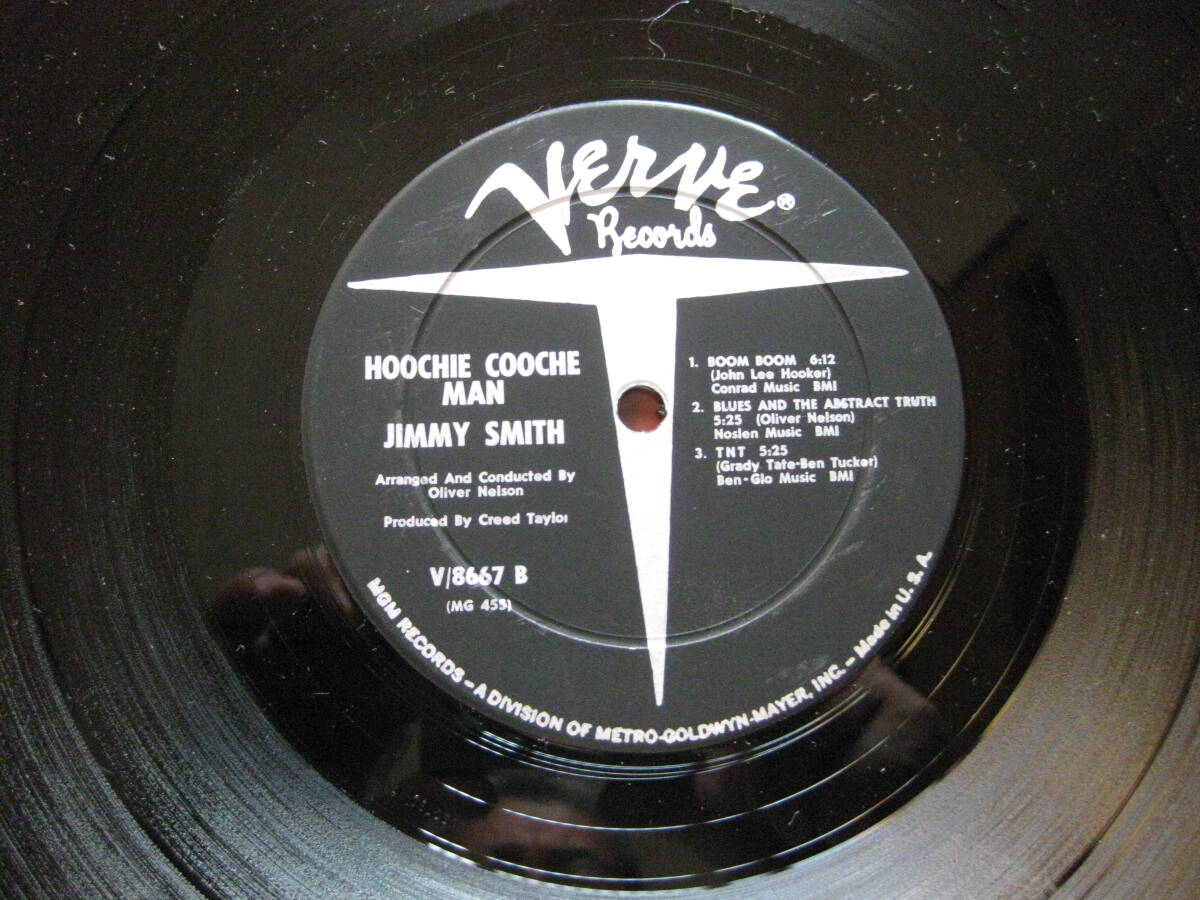 Verve®
Records
HOOCHIE COOCHE
MAN
JIMMY SMITH
Arranged And Conducted By
Oliver Nelson
Produced By Creed Taylor
V/8667 B
(MG 455)
1. BOOM BOOM 6:12
(John Lee Hooker)
Conrad Music BMI
2. BLUES AND THE ABSTRACT TRUTH
5:25 (Oliver Nelson)
Noslen Music BMI
3. TNT 5:25
(Grady Tate-Ben Tucker)
Ben-Glo Music BMI
MGM RECORDS – A DIVISION OF METRO-GOLDWYN-MAYER, INC. – Made in U. S. A.